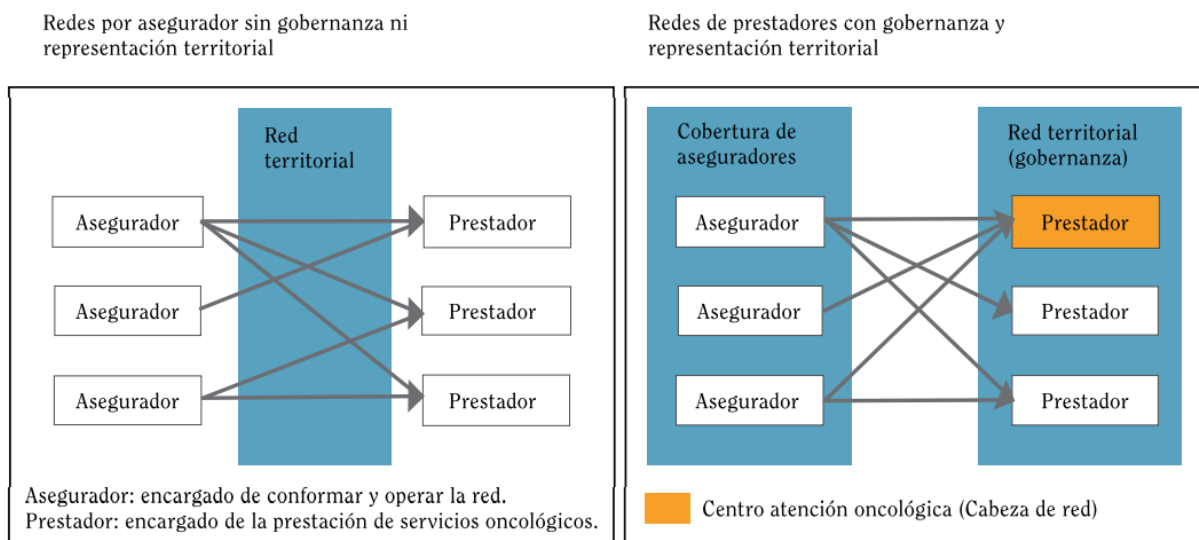 Redes por asegurador sin gobernanza ni
representación territorial
Red
territorial
Asegurador
Prestador
Asegurador
Prestador
Asegurador
Prestador
Asegurador: encargado de conformar y operar la red.
Prestador: encargado de la prestación de servicios oncológicos.
Redes de prestadores con gobernanza y
representación territorial
Cobertura de
aseguradores
Red territorial
(gobernanza)
Asegurador
Prestador
Asegurador
Prestador
Asegurador
Prestador
Centro atención oncológica (Cabeza de red)